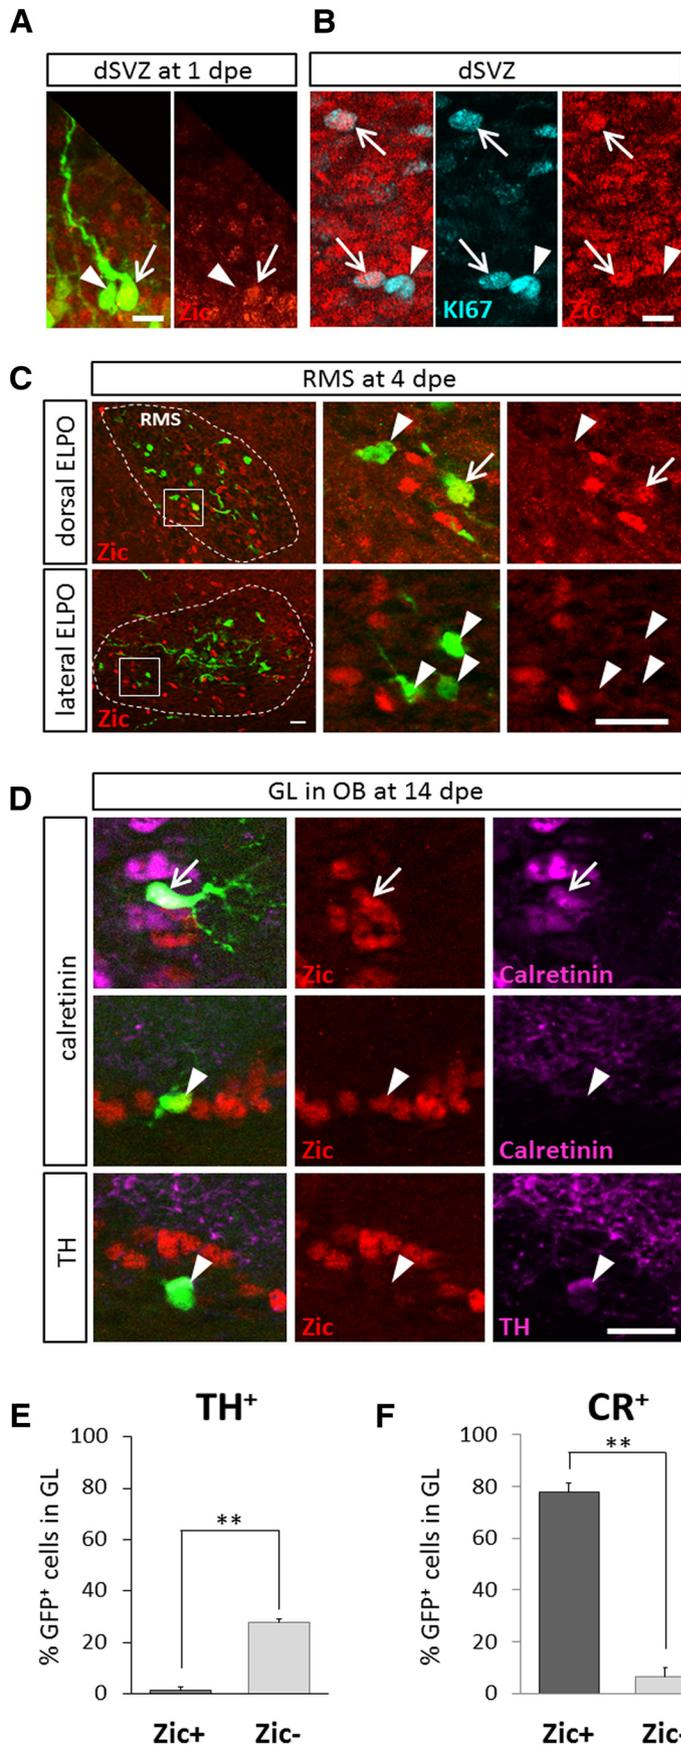 A
B
dSVZ at 1 dpe
dSVZ
Zic
KI67
Zic
C
RMS at 4 dpe
dorsal ELPO
RMS
Zic
lateral ELPO
Zic
D
GL in OB at 14 dpe
calretinin
Zic
Calretinin
Zic
Calretinin
TH
Zic
TH
E
TH+
% GFP+ cells in GL
100
80
60
40
20
0
**
Zic+
Zic-
F
CR+
% GFP+ cells in GL
100
80
60
40
20
0
**
Zic+
Zic-